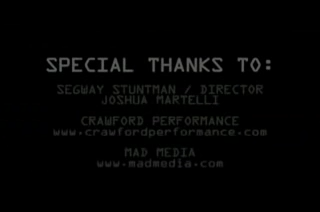 SPECIAL THANKS TO:
SEGWAY STUNTMAN / DIRECTOR
JOSHUA MARTELLI
CRAWFORD PERFORMANCE
www.crawfordperformance.com
MAD MEDIA
www.madmedia.com